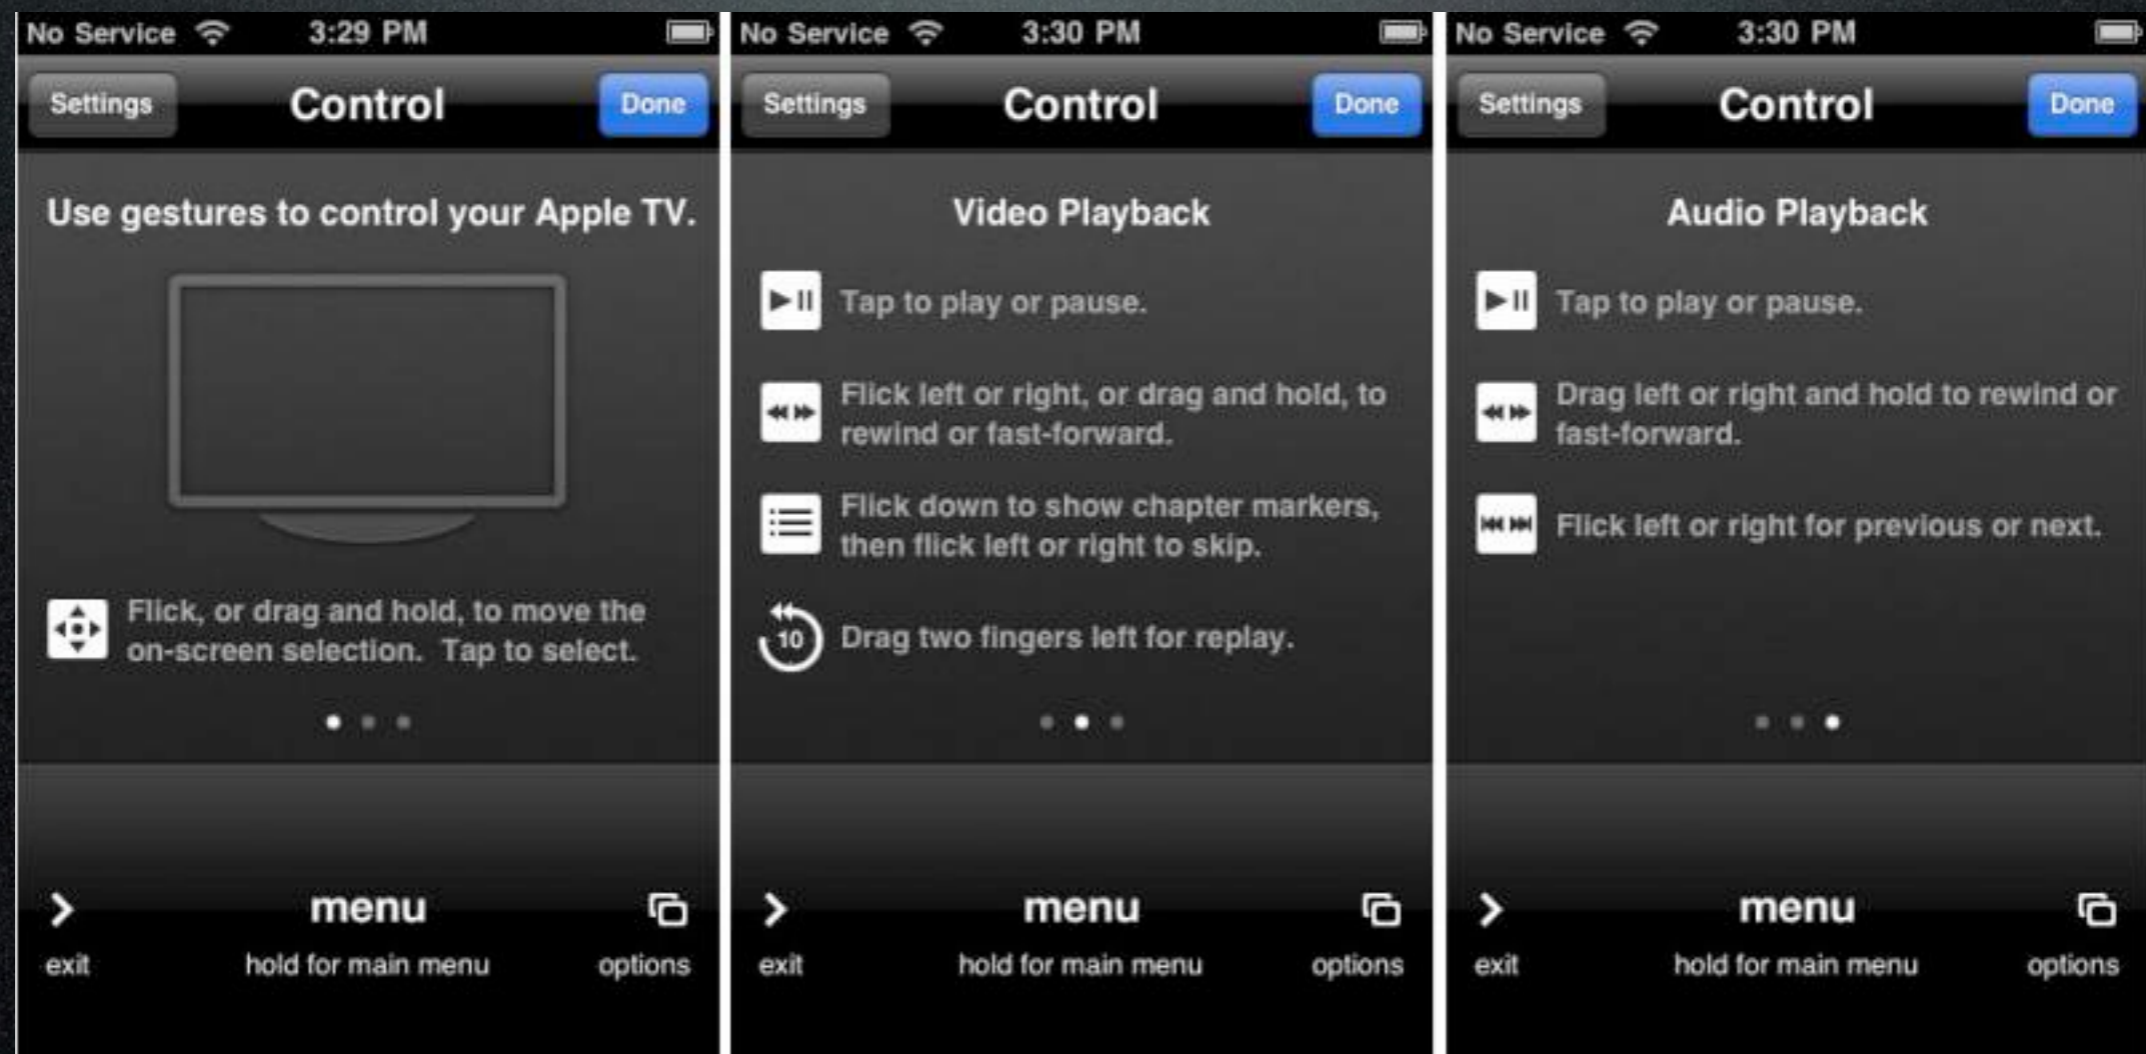 No Service 3:29 PM
Settings Control Done
Use gestures to control your Apple TV.
Flick, or drag and hold, to move the
on-screen selection. Tap to select.
menu
exit hold for main menu options
No Service 3:30 PM
Settings Control Done
Video Playback
Tap to play or pause.
Flick left or right, or drag and hold, to
rewind or fast-forward.
Flick down to show chapter markers,
then flick left or right to skip.
10 Drag two fingers left for replay.
menu
exit hold for main menu options
No Service 3:30 PM
Settings Control Done
Audio Playback
Tap to play or pause.
Drag left or right and hold to rewind or
fast-forward.
Flick left or right for previous or next.
menu
exit hold for main menu options